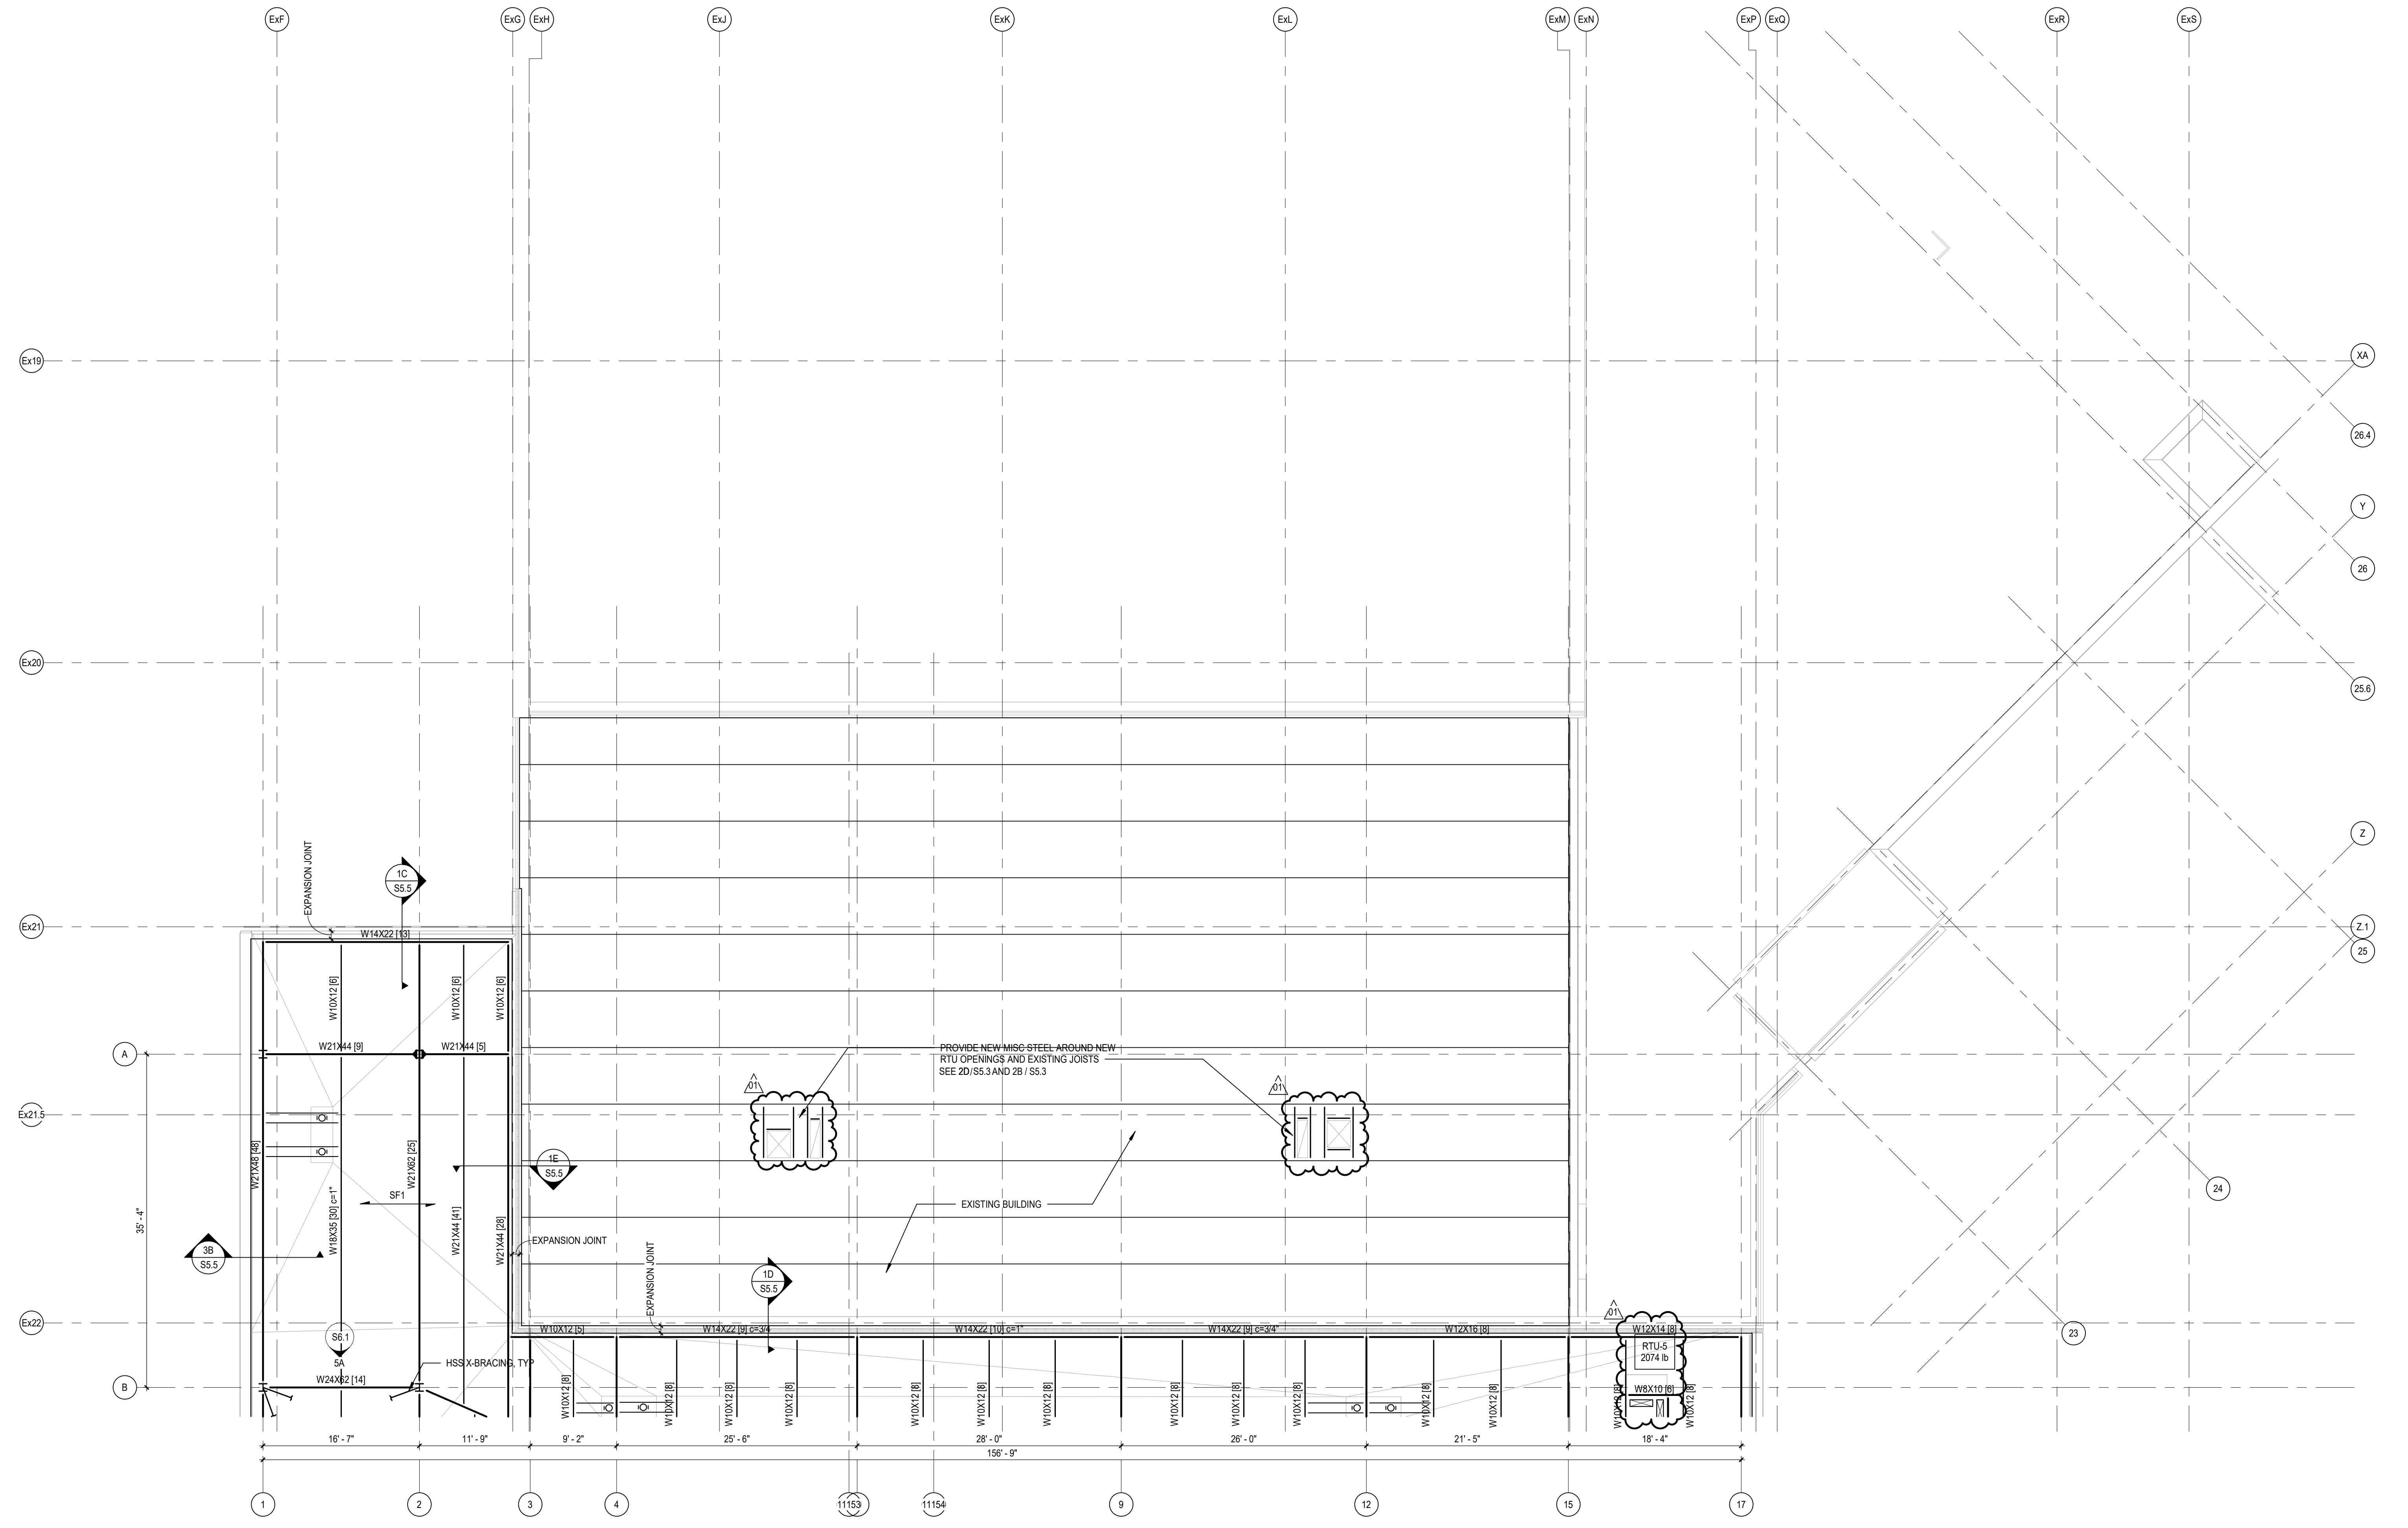 ExF
ExG
ExH
ExJ
ExK
ExL
ExM
ExN
ExP
ExQ
ExR
ExS
Ex19
XA
26.4
Y
26
Ex20
25.6
Z
EXPANSION JOINT
1C
S5.5
Ex21
W14X22 [13]
Z.1
25
W10X12 [6]
W10X12 [6]
W10X12 [6]
A
W21X44 [9]
W21X44 [5]
PROVIDE NEW MISC STEEL AROUND NEW
RTU OPENINGS AND EXISTING JOISTS
SEE 2D/S5.3 AND 2B / S5.3
01
01
Ex21.5
W21X48 [48]
W21X62 [25]
1E
S5.5
24
SF1
35' - 4"
W18X35 [30] c=1"
W21X44 [41]
W21X44 [28]
EXISTING BUILDING
EXPANSION JOINT
3B
S5.5
EXPANSION JOINT
1D
S5.5
01
Ex22
S6.1
5A
W10X12 [5]
W14X22 [9] c=3/4
W14X22 [10] c=1"
W14X22 [9] c=3/4"
W12X16 [8]
W12X14 [8]
23
RTU-5
2074 lb
HSS X-BRACING, TYP
W24X62 [14]
B
W8X10 [6]
W10X12 [8]
W10X12 [8]
W10X12 [8]
W10X12 [8]
W10X12 [8]
W10X12 [8]
W10X12 [8]
W10X12 [8]
W10X12 [8]
W10X12 [8]
W10X12 [8]
W10X12 [8]
W10X12 [8]
W10X12 [8]
16' - 7"
11' - 9"
9' - 2"
25' - 6"
28' - 0"
26' - 0"
21' - 5"
18' - 4"
156' - 9"
1
2
3
4
11153
11154
9
12
15
17